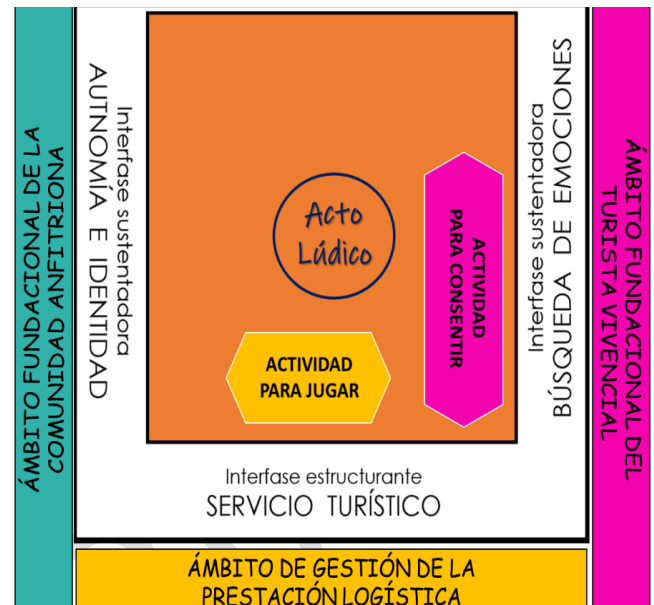 ÁMBITO FUNDACIONAL DE LA
COMUNIDAD ANFITRIONA
Interfase sustentadora
AUTNOMÍA E IDENTIDAD
Acto
Lúdico
ACTIVIDAD
PARA CONSENTIR
ACTIVIDAD
PARA JUGAR
Interfase sustentadora
BÚSQUEDA DE EMOCIONES
ÁMBITO FUNDACIONAL DEL
TURISTA VIVENCIAL
Interfase estructurante
SERVICIO TURÍSTICO
ÁMBITO DE GESTIÓN DE LA
PRESTACIÓN LOGÍSTICA